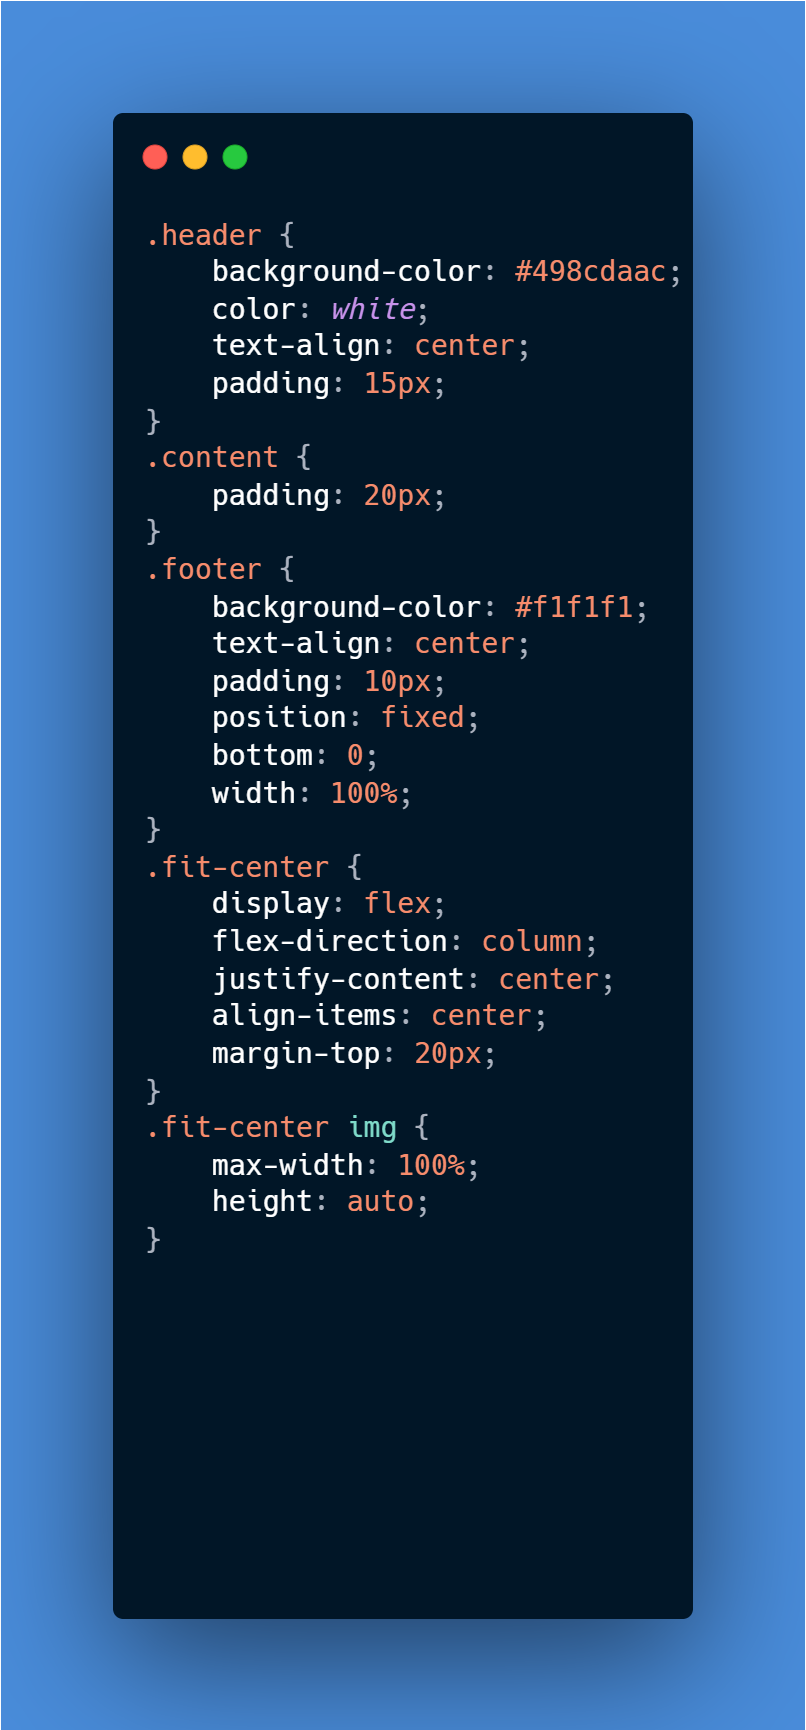 .header {
    background-color: #498cdaac;
    color: white;
    text-align: center;
    padding: 15px;
}
.content {
    padding: 20px;
}
.footer {
    background-color: #f1f1f1;
    text-align: center;
    padding: 10px;
    position: fixed;
    bottom: 0;
    width: 100%;
}
.fit-center {
    display: flex;
    flex-direction: column;
    justify-content: center;
    align-items: center;
    margin-top: 20px;
}
.fit-center img {
    max-width: 100%;
    height: auto;
}